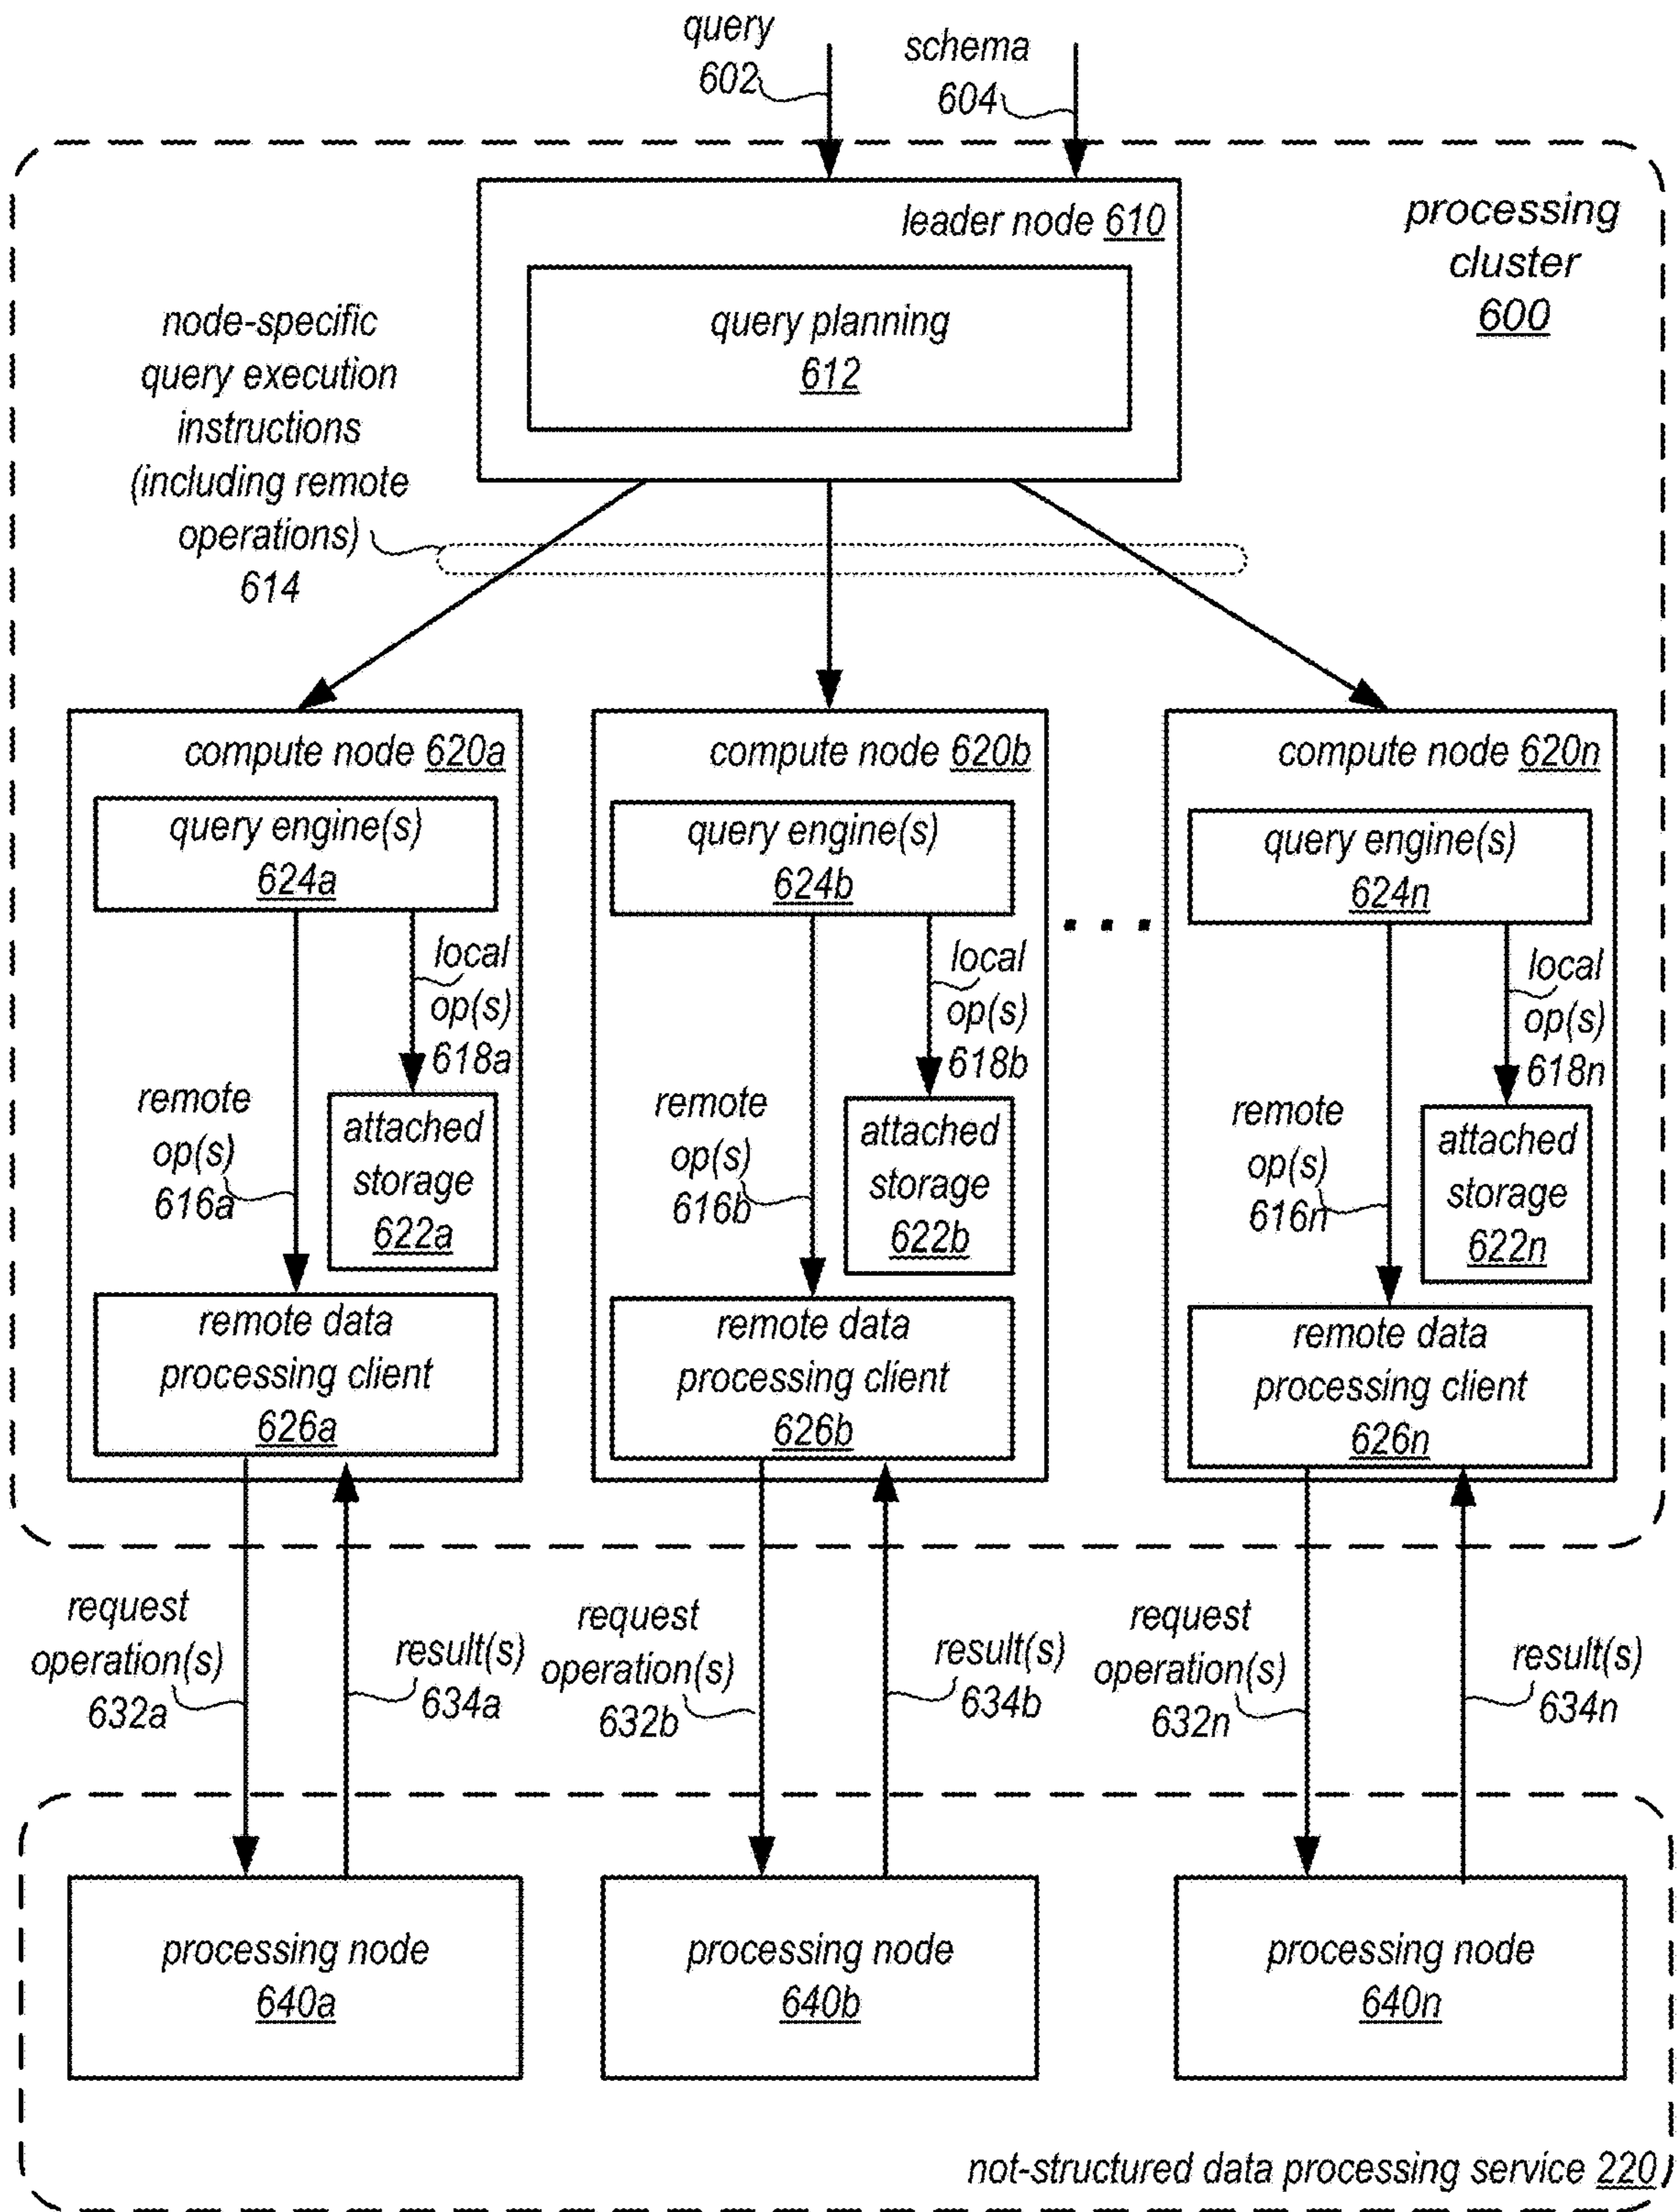 query
602
schema
604
leader node 610
processing
cluster
600
query planning
612
node-specific
query execution
instructions
(including remote
operations)
614
compute node 620a
query engine(s)
624a
local
op(s)
618a
remote
op(s)
616a
attached
storage
622a
remote data
processing client
626a
compute node 620b
query engine(s)
624b
local
op(s)
618b
remote
op(s)
616b
attached
storage
622b
remote data
processing client
626b
. . .
compute node 620n
query engine(s)
624n
local
op(s)
618n
remote
op(s)
616n
attached
storage
622n
remote data
processing client
626n
request
operation(s)
632a
result(s)
634a
request
operation(s)
632b
result(s)
634b
request
operation(s)
632n
result(s)
634n
processing node
640a
processing node
640b
processing node
640n
not-structured data processing service 220